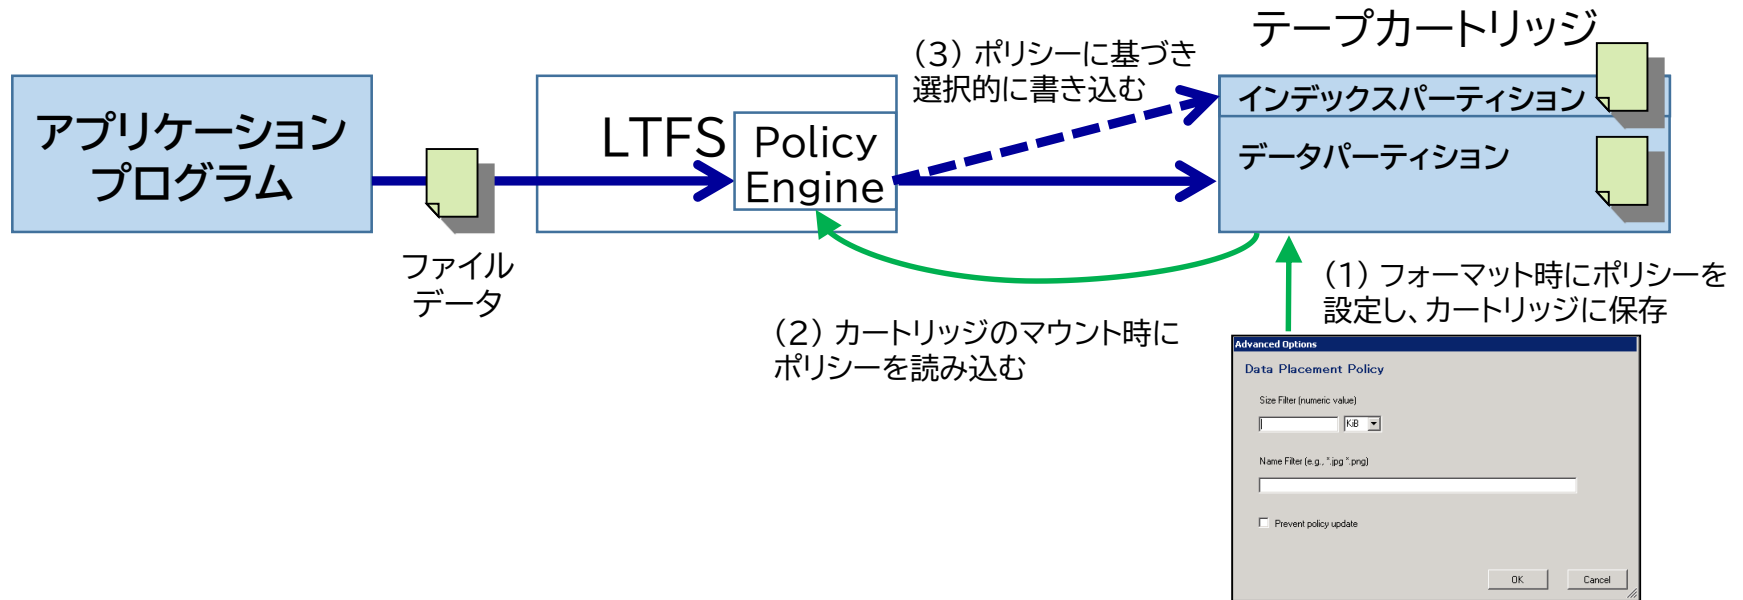 テープカートリッジ
(3) ポリシーに基づき
選択的に書き込む
アプリケーション
プログラム
LTFS
Policy
Engine
インデックスパーティション
データパーティション
ファイル
データ
(1) フォーマット時にポリシーを
設定し、カートリッジに保存
(2) カートリッジのマウント時に
ポリシーを読み込む
Advanced Options
Data Placement Policy
Size Filter (numeric value)
KiB
Name Filter (e.g., *.jpg *.png)
Prevent policy update
OK
Cancel